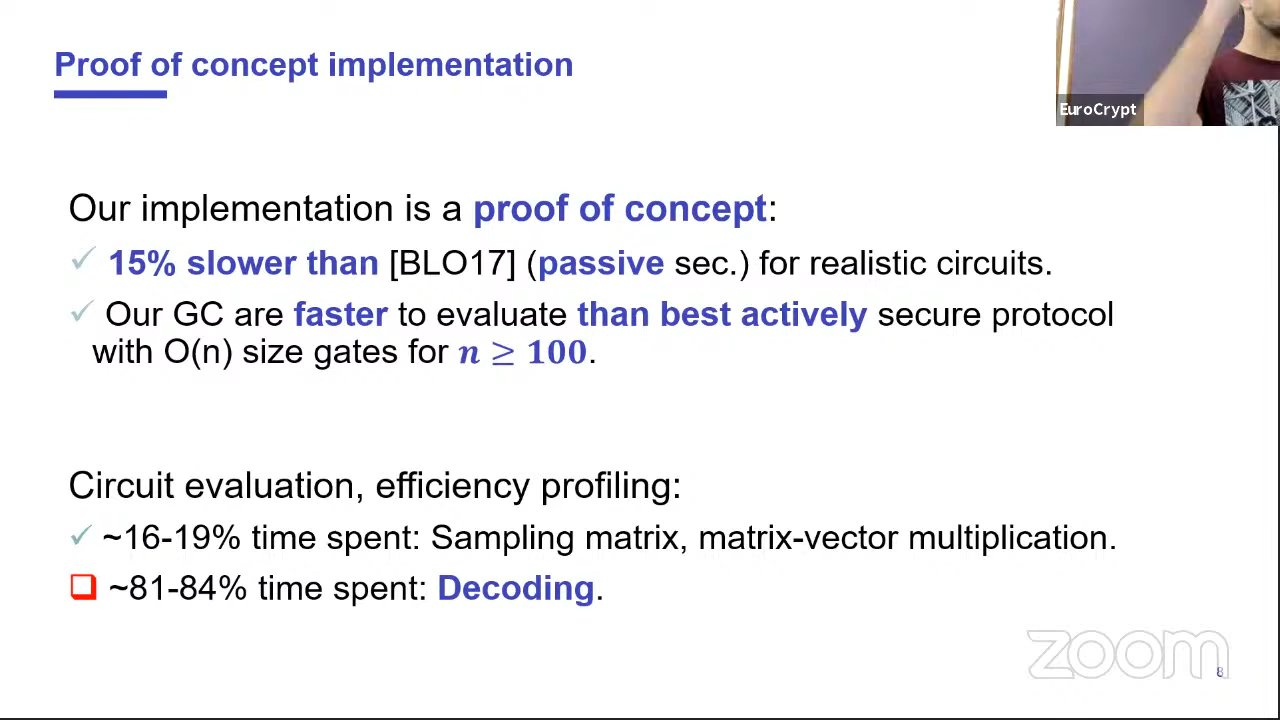 Proof of concept implementation
EuroCrypt
Our implementation is a proof of concept:
✓ 15% slower than [BLO17] (passive sec.) for realistic circuits.
✓ Our GC are faster to evaluate than best actively secure protocol
with O(n) size gates for n ≥ 100.
Circuit evaluation, efficiency profiling:
✓ ~16-19% time spent: Sampling matrix, matrix-vector multiplication.
❑ ~81-84% time spent: Decoding.
zoom
8